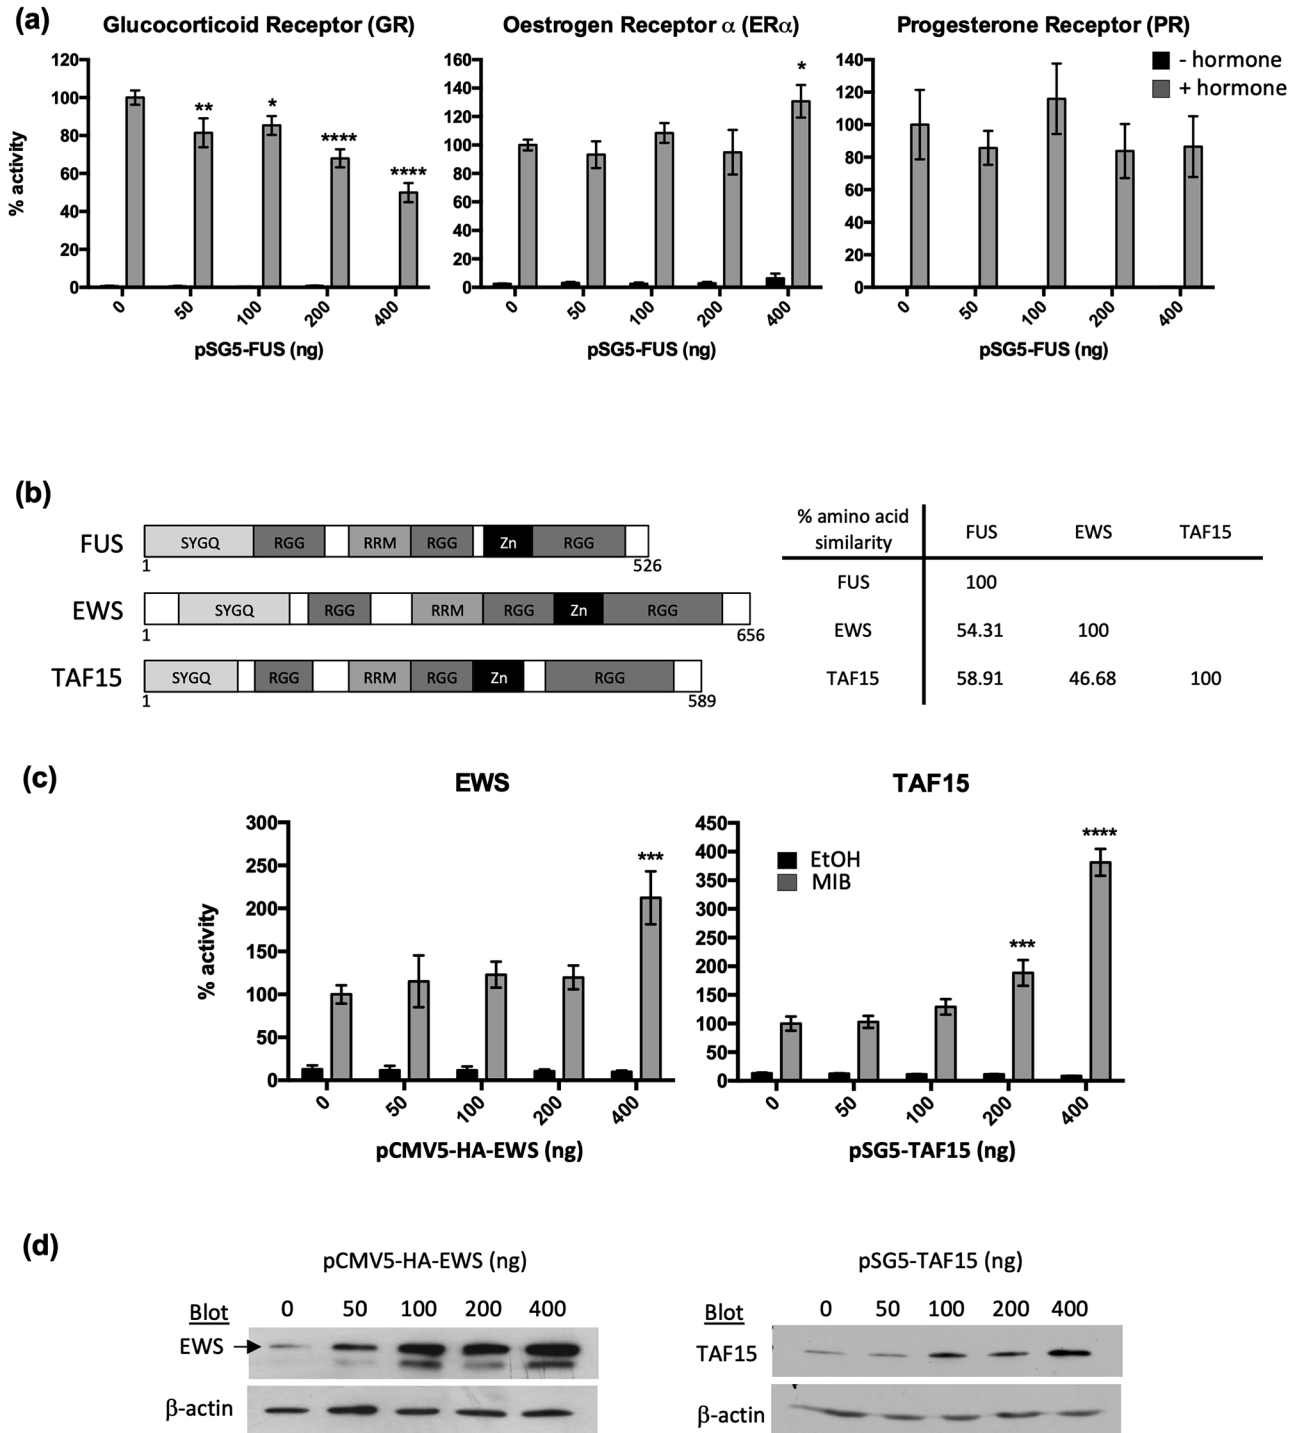 (a)
Glucocorticoid Receptor (GR)
Oestrogen Receptor α (ERα)
Progesterone Receptor (PR)
- hormone
+ hormone
% activity
120
100
80
60
40
20
0
** * **** ****
0 50 100 200 400
pSG5-FUS (ng)
160
140
120
100
80
60
40
20
0
*
0 50 100 200 400
pSG5-FUS (ng)
140
120
100
80
60
40
20
0
0 50 100 200 400
pSG5-FUS (ng)
(b)
FUS SYGQ RGG RRM RGG Zn RGG
1 526
EWS SYGQ RGG RRM RGG Zn RGG
1 656
TAF15 SYGQ RGG RRM RGG Zn RGG
1 589
% amino acid
similarity FUS EWS TAF15
FUS 100
EWS 54.31 100
TAF15 58.91 46.68 100
(c)
EWS
% activity
300
250
200
150
100
50
0
***
0 50 100 200 400
pCMV5-HA-EWS (ng)
TAF15
EtOH
MIB
450
400
350
300
250
200
150
100
50
0
*** ****
0 50 100 200 400
pSG5-TAF15 (ng)
(d)
pCMV5-HA-EWS (ng)
Blot 0 50 100 200 400
EWS
β-actin
pSG5-TAF15 (ng)
Blot 0 50 100 200 400
TAF15
β-actin